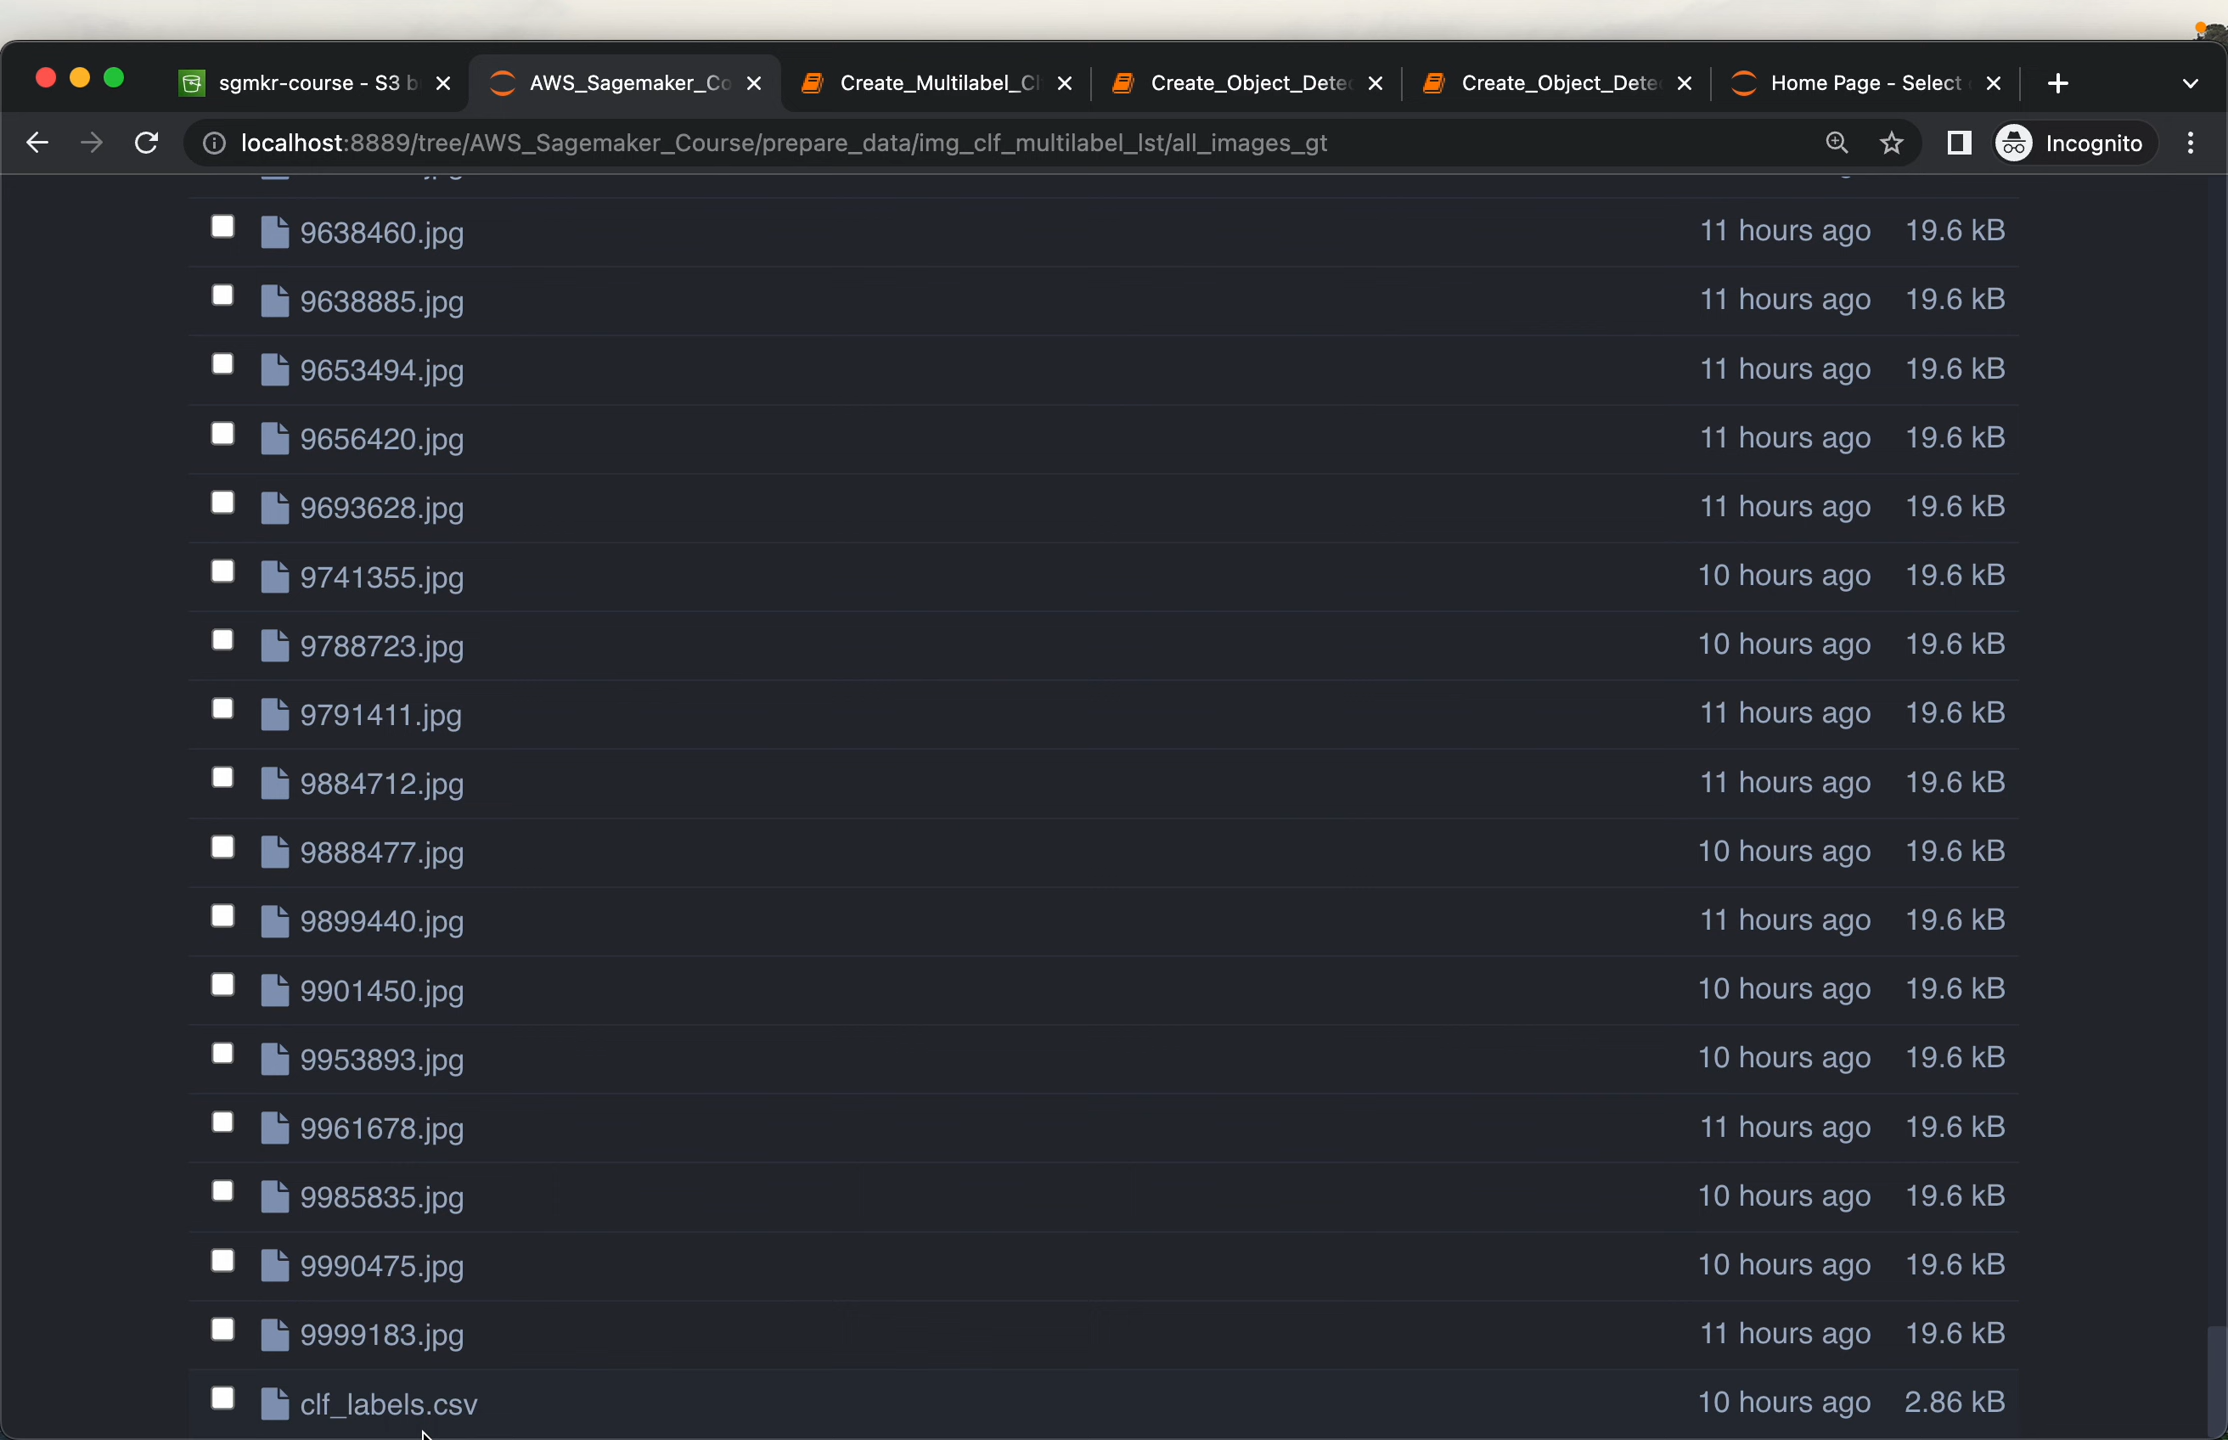 sgmkr-course - S3 b
AWS_Sagemaker_Co
Create_Multilabel_Cl
Create_Object_Detec
Create_Object_Detec
Home Page - Select
localhost:8889/tree/AWS_Sagemaker_Course/prepare_data/img_clf_multilabel_lst/all_images_gt
Incognito
9638460.jpg 11 hours ago 19.6 kB
9638885.jpg 11 hours ago 19.6 kB
9653494.jpg 11 hours ago 19.6 kB
9656420.jpg 11 hours ago 19.6 kB
9693628.jpg 11 hours ago 19.6 kB
9741355.jpg 10 hours ago 19.6 kB
9788723.jpg 10 hours ago 19.6 kB
9791411.jpg 11 hours ago 19.6 kB
9884712.jpg 11 hours ago 19.6 kB
9888477.jpg 10 hours ago 19.6 kB
9899440.jpg 11 hours ago 19.6 kB
9901450.jpg 10 hours ago 19.6 kB
9953893.jpg 10 hours ago 19.6 kB
9961678.jpg 11 hours ago 19.6 kB
9985835.jpg 10 hours ago 19.6 kB
9990475.jpg 10 hours ago 19.6 kB
9999183.jpg 11 hours ago 19.6 kB
clf_labels.csv 10 hours ago 2.86 kB